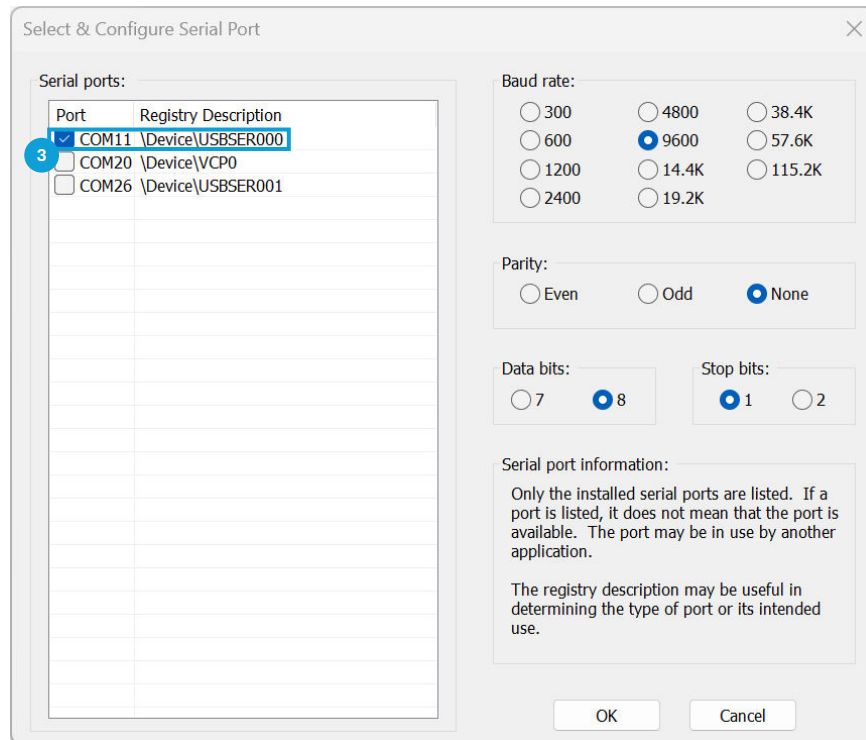 Select & Configure Serial Port
Serial ports:
Port Registry Description
COM11 \Device\USBSER000
3
COM20 \Device\VCP0
COM26 \Device\USBSER001
Baud rate:
300 4800 38.4K
600 9600 57.6K
1200 14.4K 115.2K
2400 19.2K
Parity:
Even Odd None
Data bits:
7 8
Stop bits:
1 2
Serial port information:
Only the installed serial ports are listed. If a
port is listed, it does not mean that the port is
available. The port may be in use by another
application.
The registry description may be useful in
determining the type of port or its intended
use.
OK Cancel